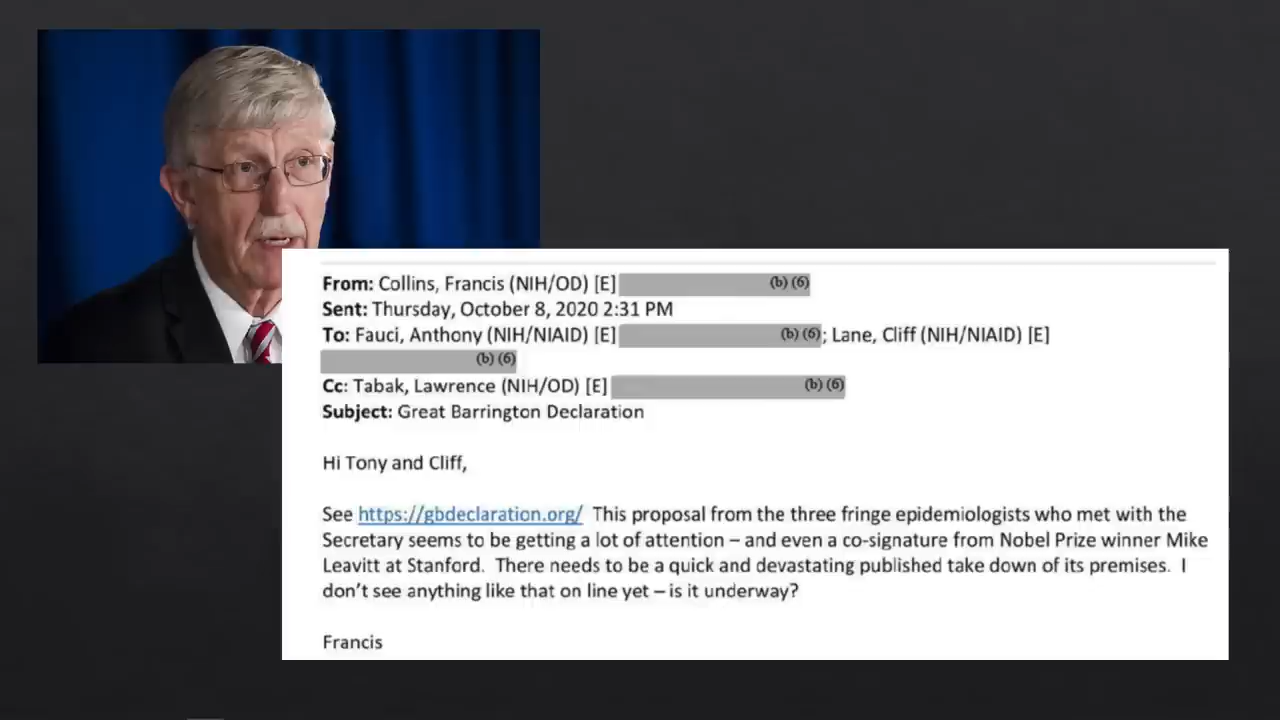 From: Collins, Francis (NIH/OD) [E] (b) (6)
Sent: Thursday, October 8, 2020 2:31 PM
To: Fauci, Anthony (NIH/NIAID) [E] (b) (6); Lane, Cliff (NIH/NIAID) [E]
(b) (6)
Cc: Tabak, Lawrence (NIH/OD) [E] (b) (6)
Subject: Great Barrington Declaration
Hi Tony and Cliff,
See https://gbdeclaration.org/ This proposal from the three fringe epidemiologists who met with the
Secretary seems to be getting a lot of attention – and even a co-signature from Nobel Prize winner Mike
Leavitt at Stanford. There needs to be a quick and devastating published take down of its premises. I
don’t see anything like that on line yet – is it underway?
Francis